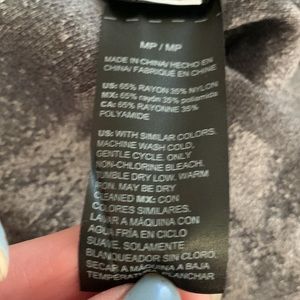 MP / MP
MADE IN CHINA/ HECHO EN
CHINA/ FABRIQUÉ EN CHINE
US: 65% RAYON 35% NYLON
MX: 65% rayón 35% poliamida
CA: 65% RAYONNE 35%
POLYAMIDE
US: WITH SIMILAR COLORS.
MACHINE WASH COLD.
GENTLE CYCLE. ONLY
NON-CHLORINE BLEACH.
TUMBLE DRY LOW. WARM
IRON. MAY BE DRY
CLEANED MX: CON
COLORES SIMILARES.
LAVAR A MÁQUINA CON
AGUA FRÍA EN CICLO
SUAVE. SOLAMENTE
BLANQUEADOR SIN CLORO.
SECAR A MÁQUINA A BAJA
PLANCHAR